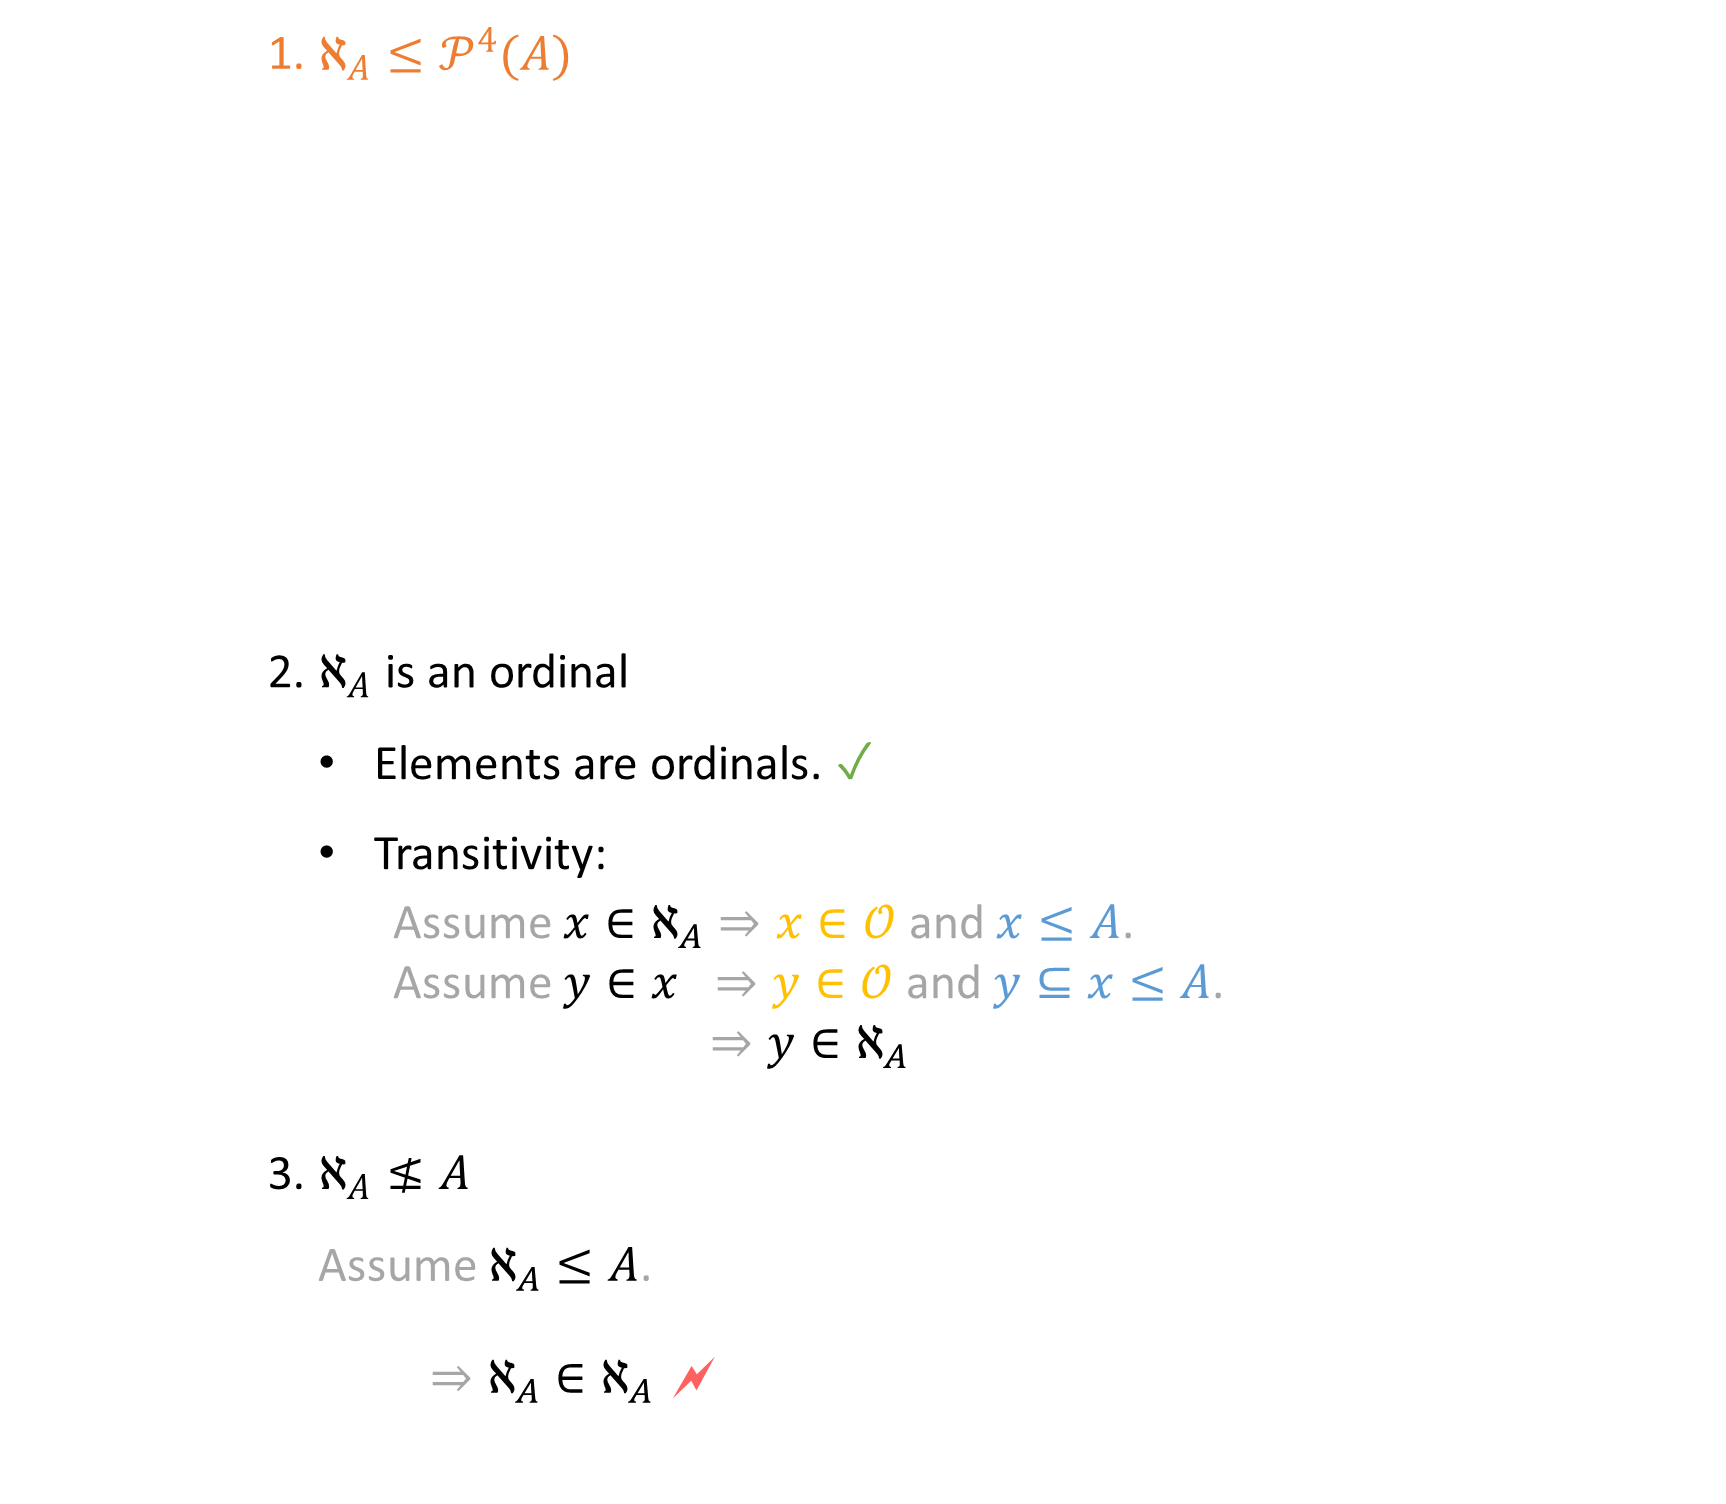 1. ℵ_A ≤ 𝒫⁴(A)
2. ℵ_A is an ordinal
• Elements are ordinals. ✓
• Transitivity:
Assume x ∈ ℵ_A ⇒ x ∈ 𝒪 and x ≤ A.
Assume y ∈ x ⇒ y ∈ 𝒪 and y ⊆ x ≤ A.
⇒ y ∈ ℵ_A
3. ℵ_A ≰ A
Assume ℵ_A ≤ A.
⇒ ℵ_A ∈ ℵ_A